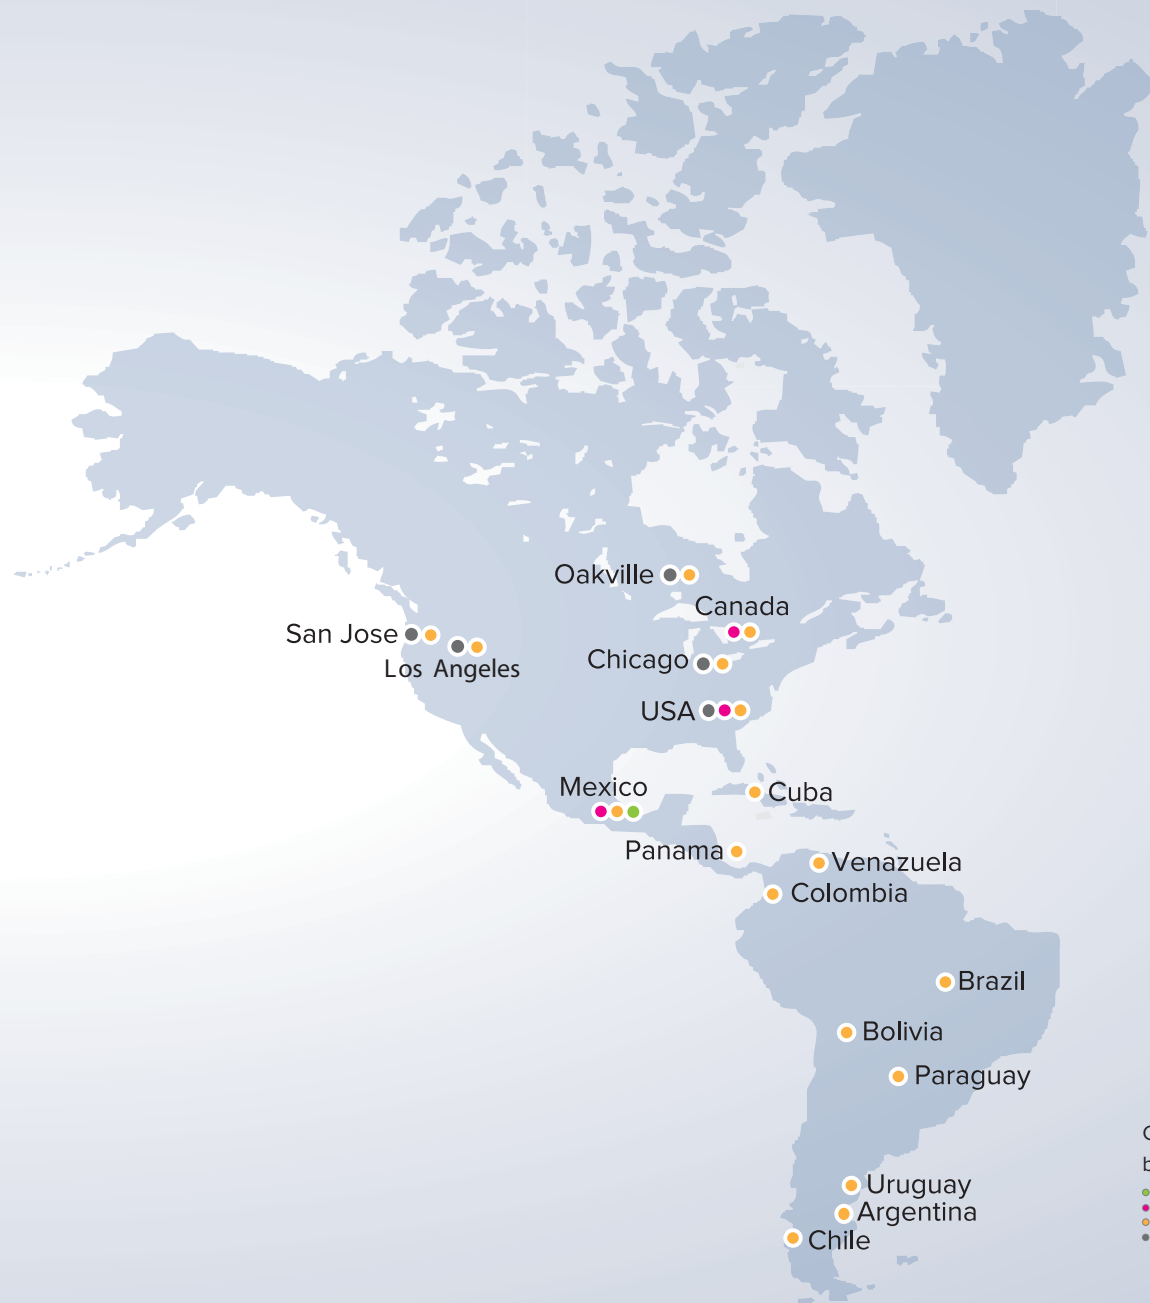 Oakville
Canada
San Jose
Los Angeles
Chicago
USA
Mexico
Cuba
Panama
Venazuela
Colombia
Brazil
Bolivia
Paraguay
Uruguay
Argentina
Chile